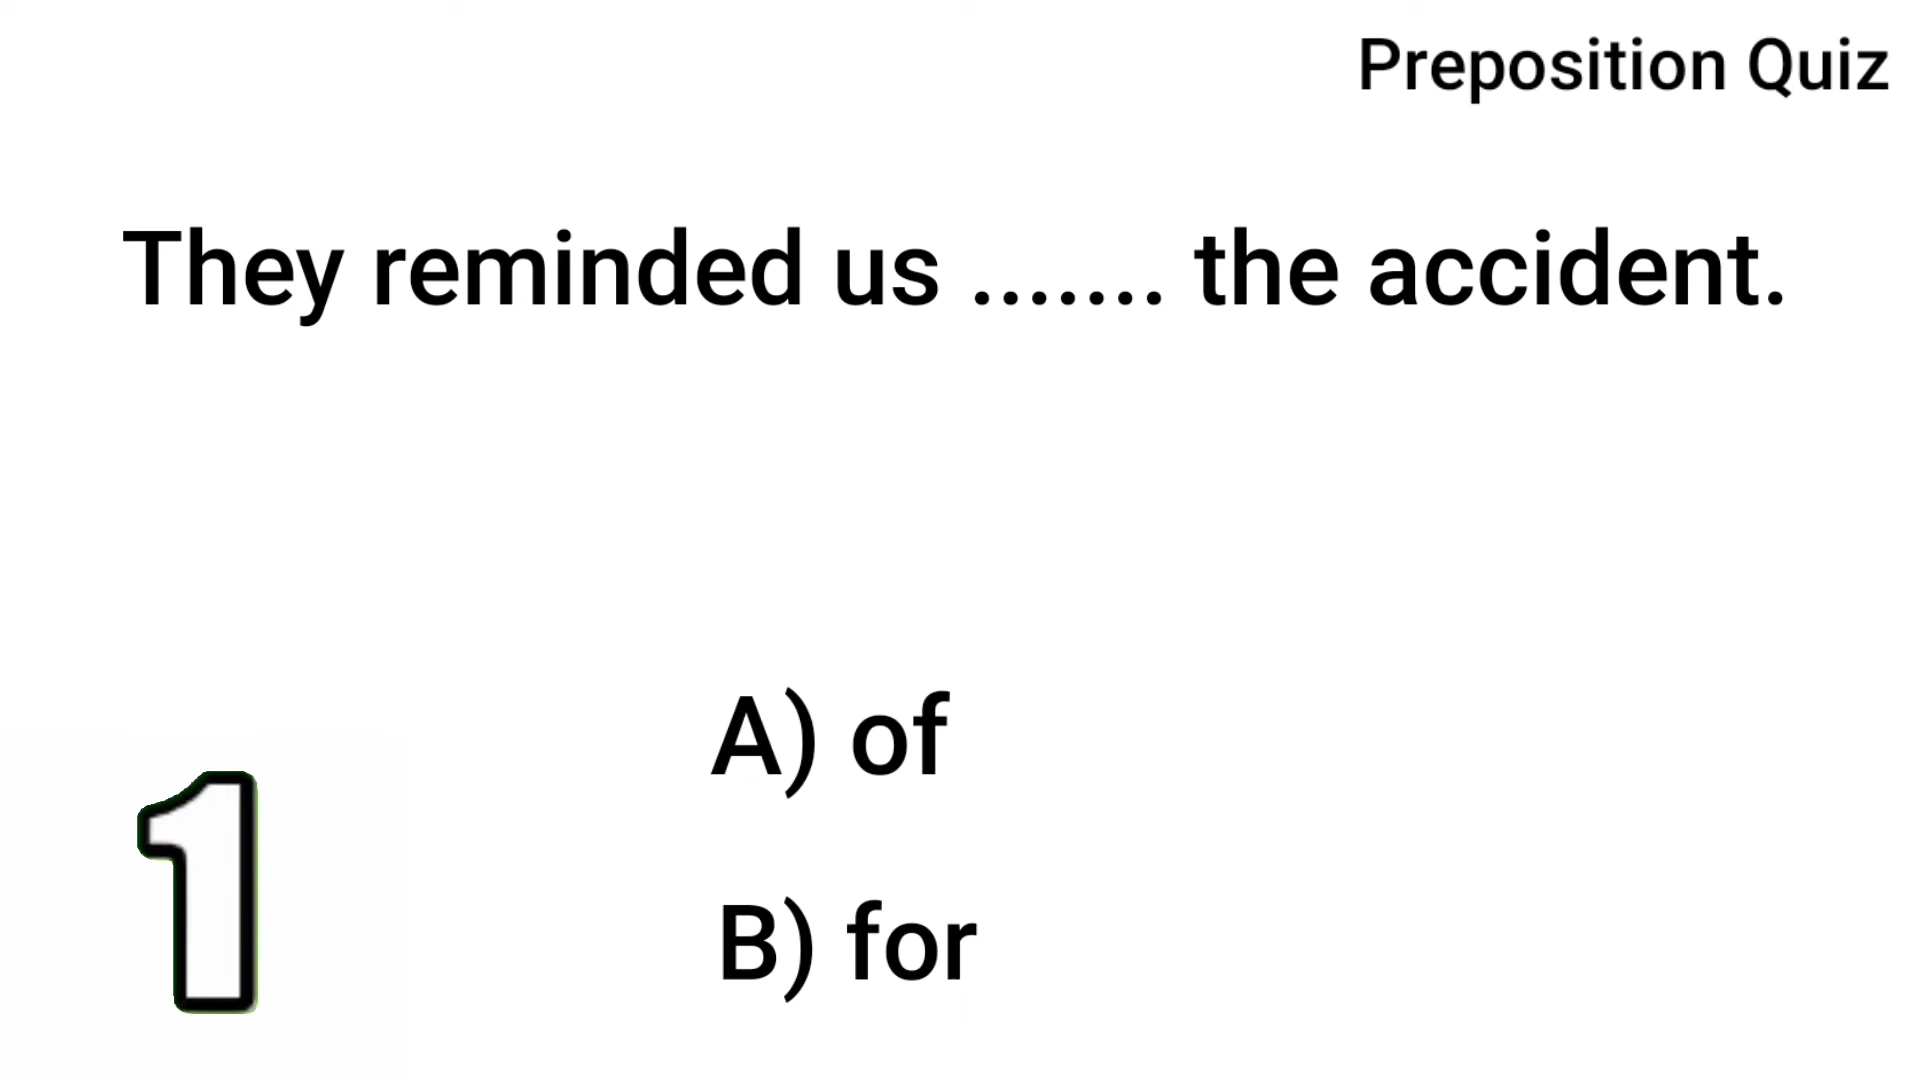 Preposition Quiz
They reminded us ....... the accident.
A) of
1
B) for